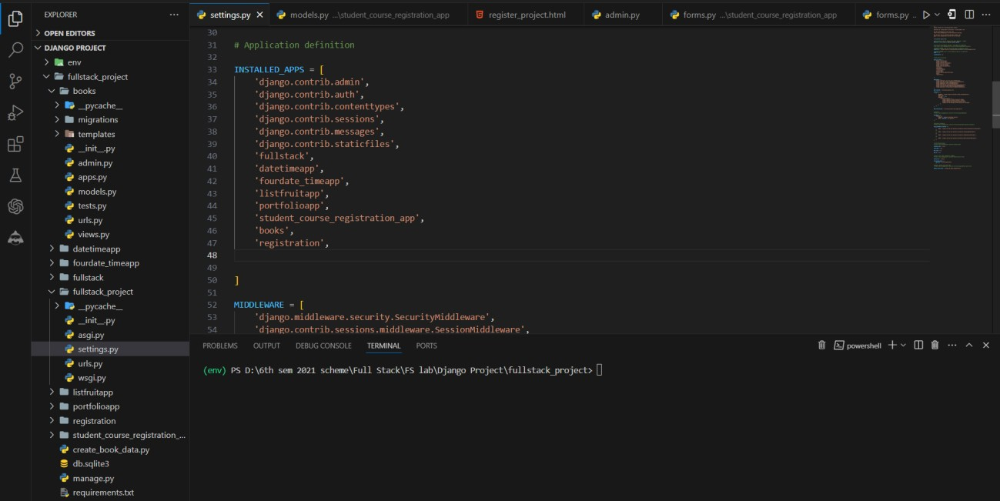 EXPLORER ...
OPEN EDITORS
DJANGO PROJECT
env
fullstack_project
books
__pycache__
migrations
templates
__init__.py
admin.py
apps.py
models.py
tests.py
urls.py
views.py
datetimeapp
fourdate_timeapp
fullstack
fullstack_project
__pycache__
__init__.py
asgi.py
settings.py
urls.py
wsgi.py
listfruitapp
portfolioapp
registration
student_course_registration_...
create_book_data.py
db.sqlite3
manage.py
requirements.txt
settings.py models.py ...\student_course_registration_app register_project.html admin.py forms.py ...\student_course_registration_app forms.py ..
30
31 # Application definition
32
33 INSTALLED_APPS = [
34 'django.contrib.admin',
35 'django.contrib.auth',
36 'django.contrib.contenttypes',
37 'django.contrib.sessions',
38 'django.contrib.messages',
39 'django.contrib.staticfiles',
40 'fullstack',
41 'datetimeapp',
42 'fourdate_timeapp',
43 'listfruitapp',
44 'portfolioapp',
45 'student_course_registration_app',
46 'books',
47 'registration',
48
49
50 ]
51
52 MIDDLEWARE = [
53 'django.middleware.security.SecurityMiddleware',
54 'django.contrib.sessions.middleware.SessionMiddleware',
PROBLEMS OUTPUT DEBUG CONSOLE TERMINAL PORTS powershell
(env) PS D:\6th sem 2021 scheme\Full Stack\FS lab\Django Project\fullstack_project>